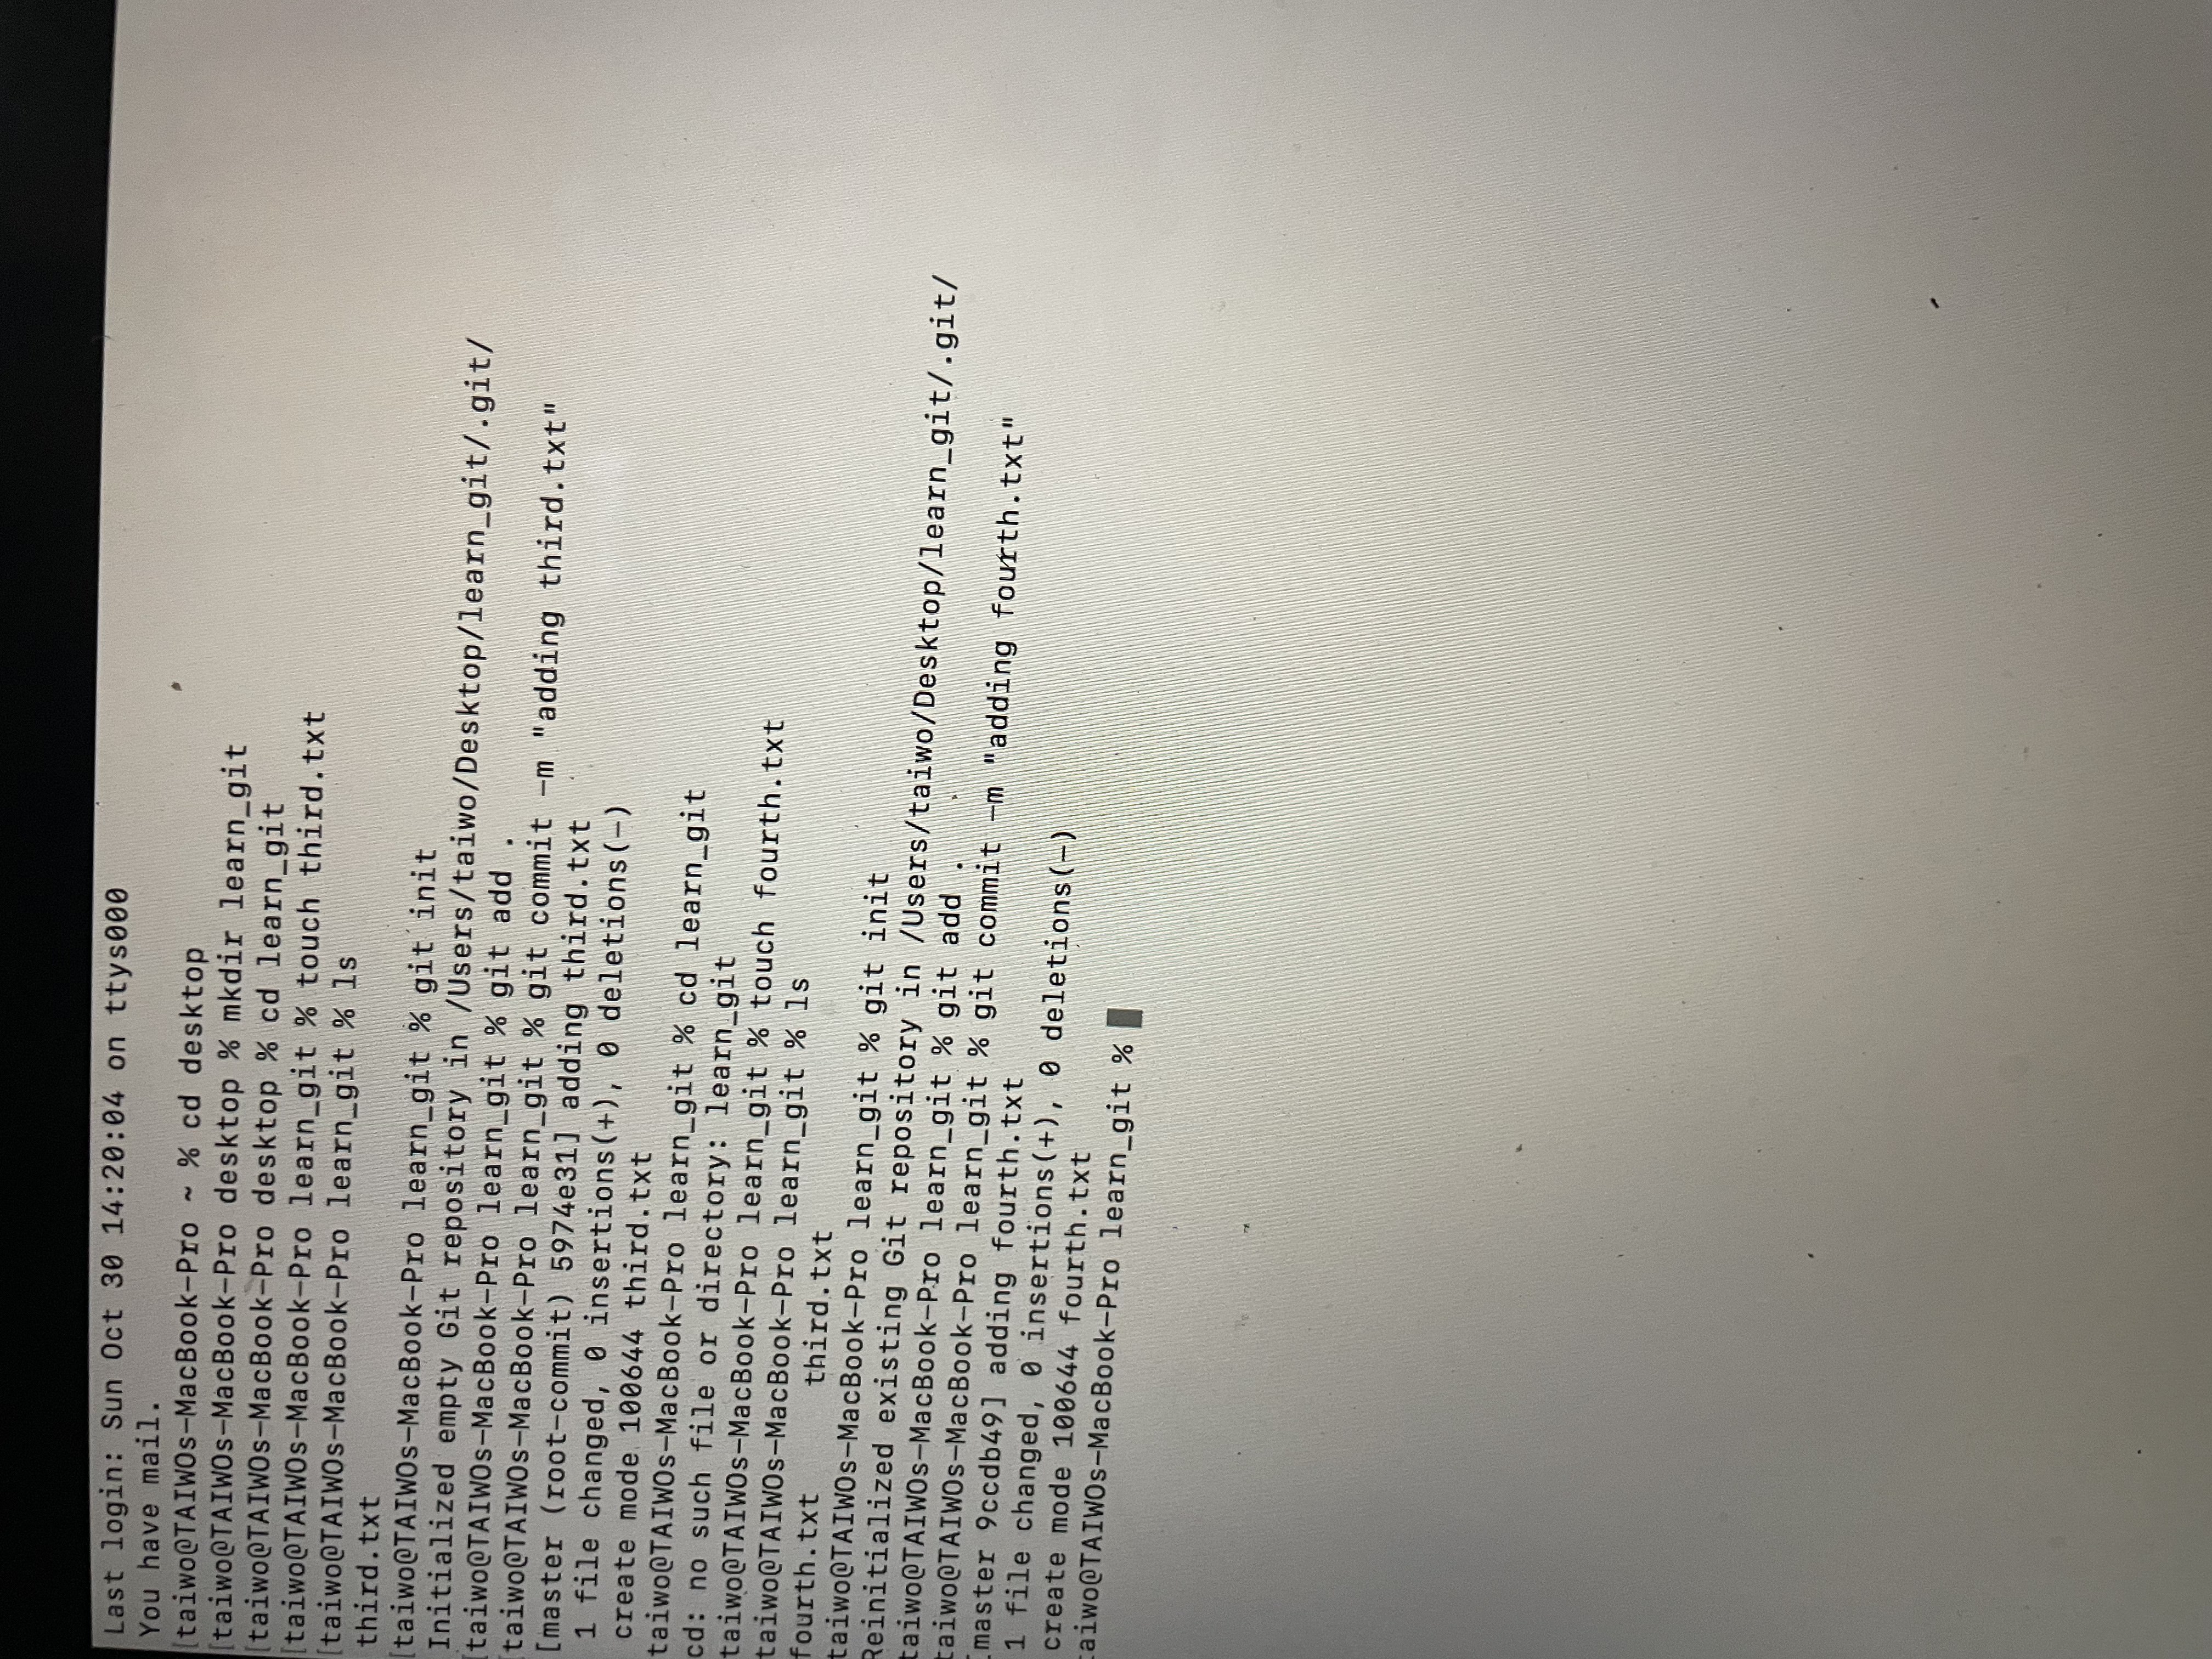 Last login: Sun Oct 30 14:20:04 on ttys000
You have mail.
[taiwo@TAIWOs-MacBook-Pro ~ % cd desktop
[taiwo@TAIWOs-MacBook-Pro desktop % mkdir learn_git
[taiwo@TAIWOs-MacBook-Pro desktop % cd learn_git
[taiwo@TAIWOs-MacBook-Pro learn_git % touch third.txt
[taiwo@TAIWOs-MacBook-Pro learn_git % ls
third.txt
[taiwo@TAIWOs-MacBook-Pro learn_git % git init
Initialized empty Git repository in /Users/taiwo/Desktop/learn_git/.git/
[taiwo@TAIWOs-MacBook-Pro learn_git % git add .
[taiwo@TAIWOs-MacBook-Pro learn_git % git commit -m "adding third.txt"
[master (root-commit) 5974e31] adding third.txt
 1 file changed, 0 insertions(+), 0 deletions(-)
 create mode 100644 third.txt
taiwo@TAIWOs-MacBook-Pro learn_git % cd learn_git
cd: no such file or directory: learn_git
taiwo@TAIWOs-MacBook-Pro learn_git % touch fourth.txt
taiwo@TAIWOs-MacBook-Pro learn_git % ls
fourth.txt      third.txt
taiwo@TAIWOs-MacBook-Pro learn_git % git init
Reinitialized existing Git repository in /Users/taiwo/Desktop/learn_git/.git/
taiwo@TAIWOs-MacBook-Pro learn_git % git add .
taiwo@TAIWOs-MacBook-Pro learn_git % git commit -m "adding fourth.txt"
[master 9ccdb49] adding fourth.txt
 1 file changed, 0 insertions(+), 0 deletions(-)
 create mode 100644 fourth.txt
taiwo@TAIWOs-MacBook-Pro learn_git %